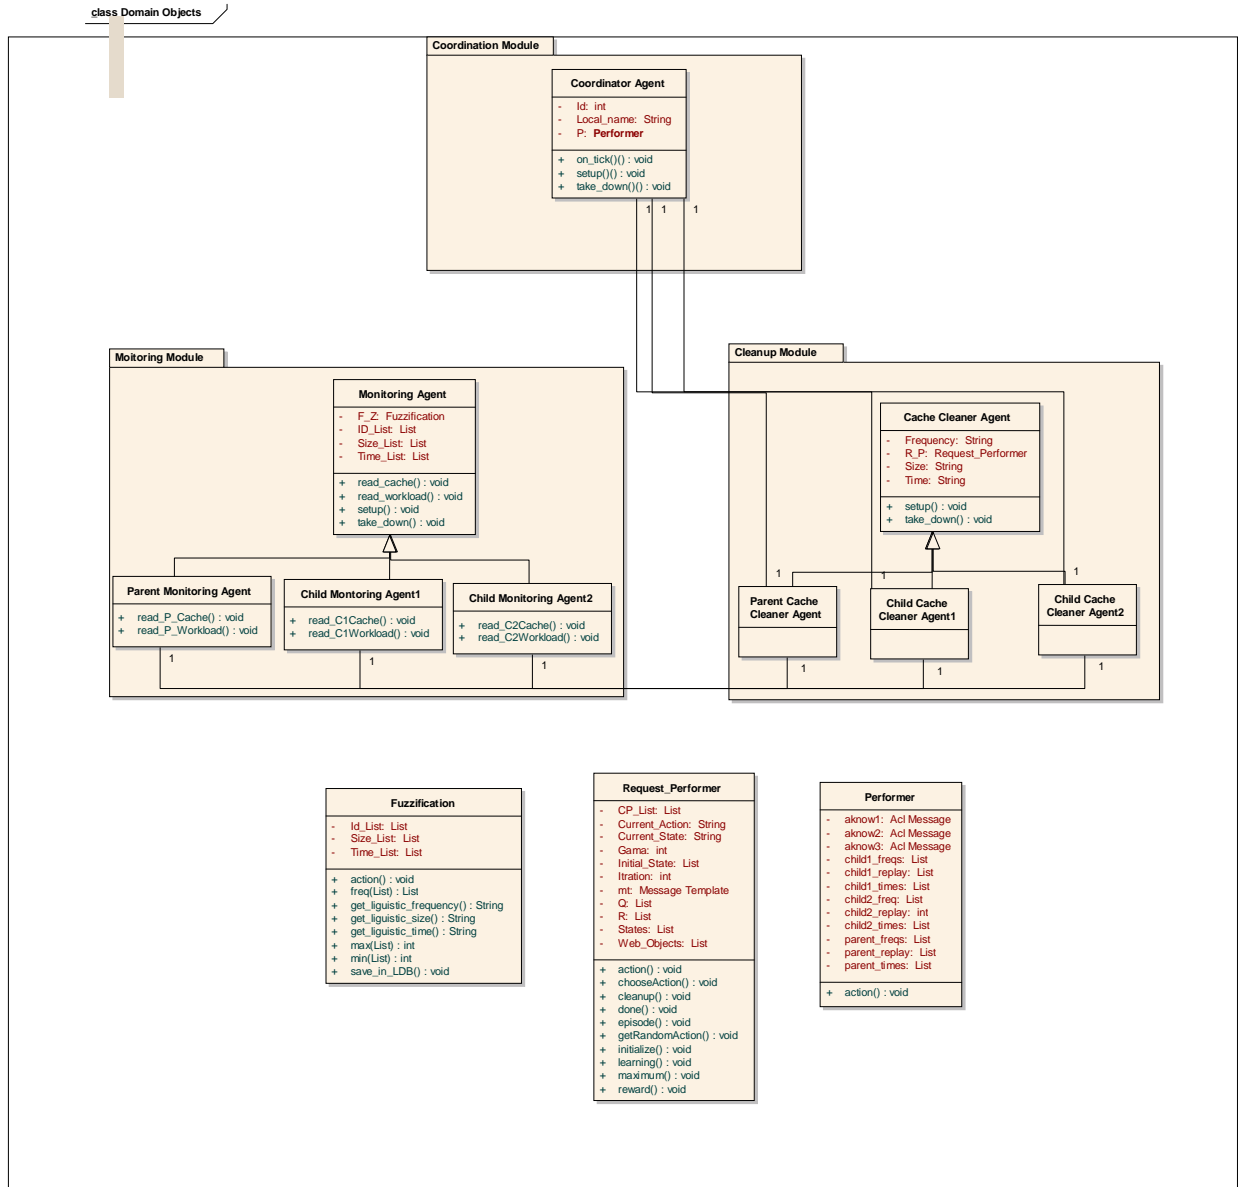 class Domain Objects
Coordination Module
Coordinator Agent
- Id: int
- Local_name: String
- P: Performer
+ on_tick()() : void
+ setup()() : void
+ take_down()() : void
1 1 1
Moitoring Module
Monitoring Agent
- F_Z: Fuzzification
- ID_List: List
- Size_List: List
- Time_List: List
+ read_cache() : void
+ read_workload() : void
+ setup() : void
+ take_down() : void
Parent Monitoring Agent
+ read_P_Cache() : void
+ read_P_Workload() : void
1
Child Montoring Agent1
+ read_C1Cache() : void
+ read_C1Workload() : void
1
Child Monitoring Agent2
+ read_C2Cache() : void
+ read_C2Workload() : void
1
Cleanup Module
Cache Cleaner Agent
- Frequency: String
- R_P: Request_Performer
- Size: String
- Time: String
+ setup() : void
+ take_down() : void
1
1
1
Parent Cache
Cleaner Agent
1
Child Cache
Cleaner Agent1
1
Child Cache
Cleaner Agent2
1
Fuzzification
- Id_List: List
- Size_List: List
- Time_List: List
+ action() : void
+ freq(List) : List
+ get_liguistic_frequency() : String
+ get_liguistic_size() : String
+ get_liguistic_time() : String
+ max(List) : int
+ min(List) : int
+ save_in_LDB() : void
Request_Performer
- CP_List: List
- Current_Action: String
- Current_State: String
- Gama: int
- Initial_State: List
- Itration: int
- mt: Message Template
- Q: List
- R: List
- States: List
- Web_Objects: List
+ action() : void
+ chooseAction() : void
+ cleanup() : void
+ done() : void
+ episode() : void
+ getRandomAction() : void
+ initialize() : void
+ learning() : void
+ maximum() : void
+ reward() : void
Performer
- aknow1: Acl Message
- aknow2: Acl Message
- aknow3: Acl Message
- child1_freqs: List
- child1_replay: List
- child1_times: List
- child2_freq: List
- child2_replay: int
- child2_times: List
- parent_freqs: List
- parent_replay: List
- parent_times: List
+ action() : void